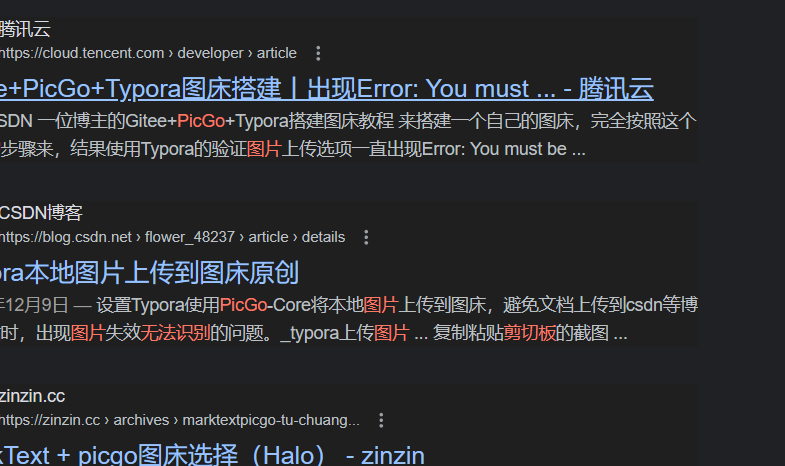 腾讯云
https://cloud.tencent.com › developer › article
e+PicGo+Typora图床搭建丨出现Error: You must ... - 腾讯云
SDN 一位博主的Gitee+PicGo+Typora搭建图床教程 来搭建一个自己的图床，完全按照这个
步骤来，结果使用Typora的验证图片上传选项一直出现Error: You must be ...
CSDN博客
https://blog.csdn.net › flower_48237 › article › details
ora本地图片上传到图床原创
年12月9日 — 设置Typora使用PicGo-Core将本地图片上传到图床，避免文档上传到csdn等博
时，出现图片失效无法识别的问题。_typora上传图片 ... 复制粘贴剪切板的截图 ...
zinzin.cc
https://zinzin.cc › archives › marktextpicgo-tu-chuang...
kText + picgo图床选择（Halo） - zinzin